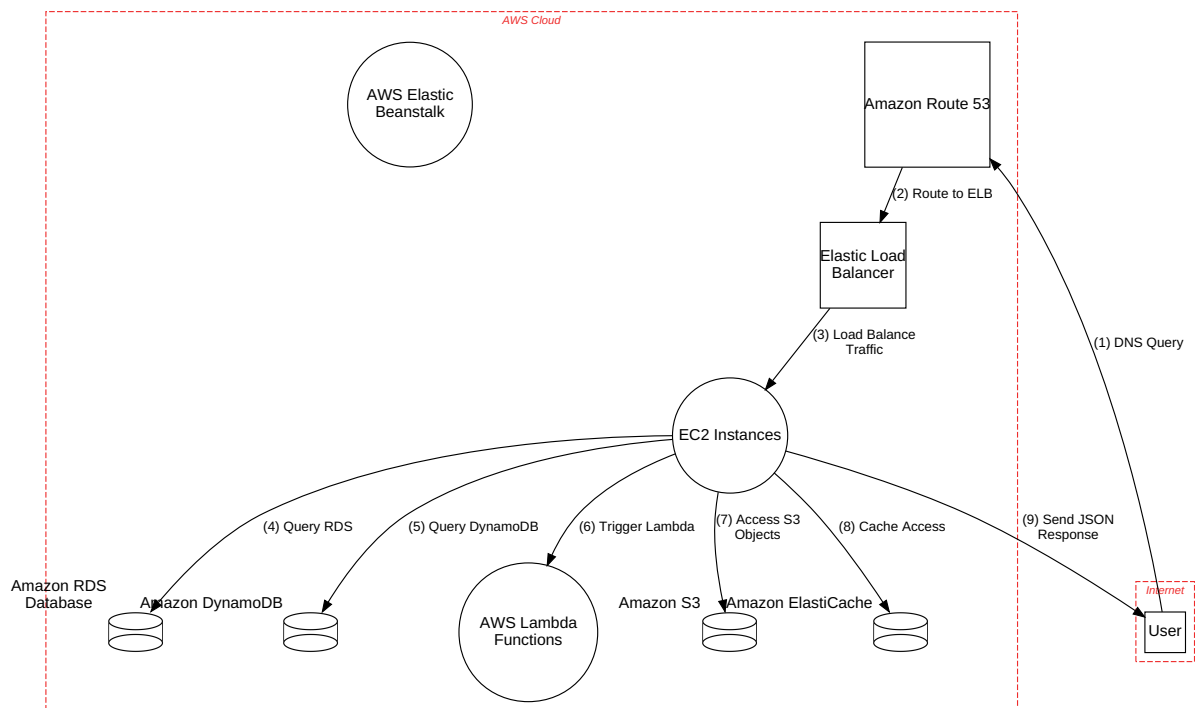 AWS Cloud
AWS Elastic
Beanstalk
Amazon Route 53
(2) Route to ELB
Elastic Load
Balancer
(3) Load Balance
Traffic
(1) DNS Query
EC2 Instances
(4) Query RDS
(5) Query DynamoDB
(6) Trigger Lambda
(7) Access S3
Objects
(8) Cache Access
(9) Send JSON
Response
Amazon RDS
Database
Amazon DynamoDB
AWS Lambda
Functions
Amazon S3
Amazon ElastiCache
Internet
User